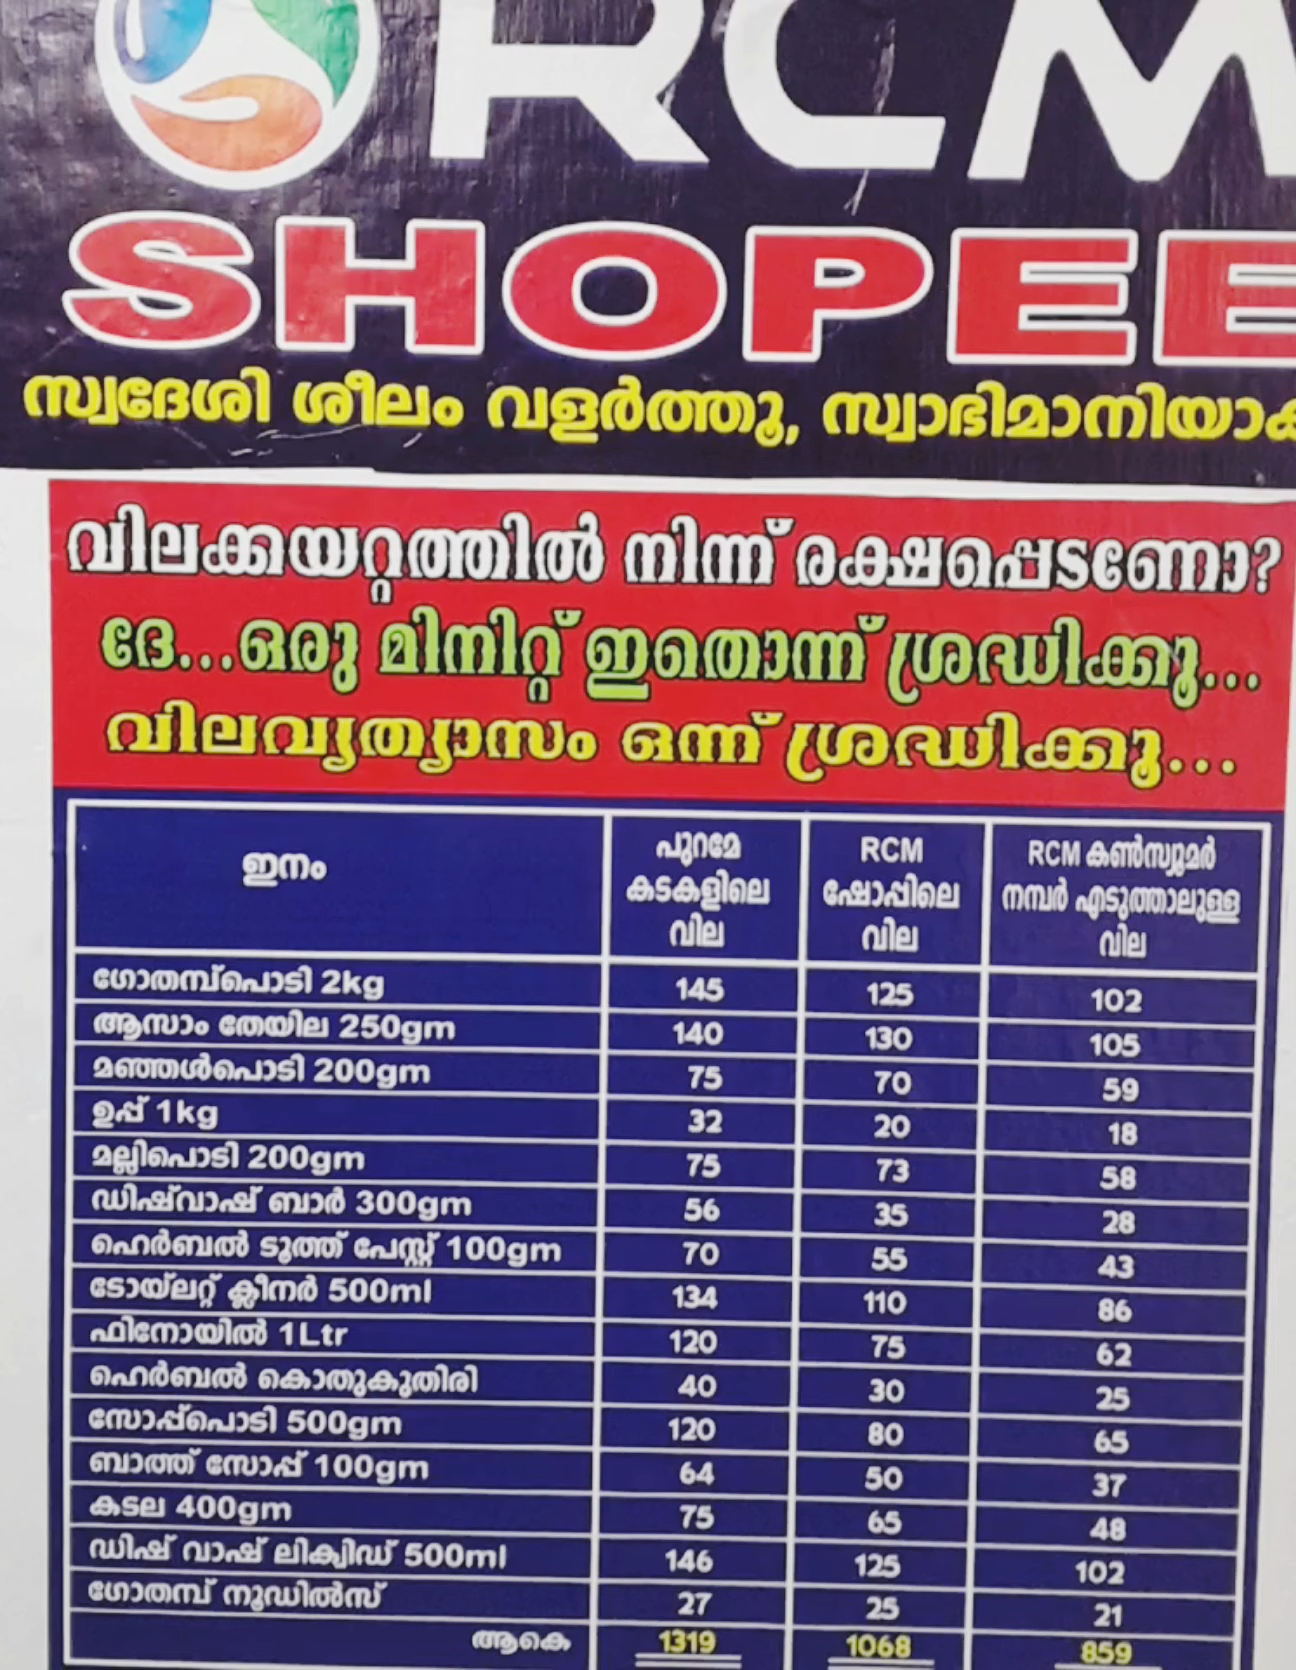 RCM
SHOPEE
സ്വദേശി ശീലം വളർത്തൂ,
വിലക്കയറ്റത്തിൽ നിന്ന് രക്ഷപ്പെടണോ?
ദേ...ഒരു മിനിറ്റ് ഇതൊന്ന് ശ്രദ്ധിക്കൂ...
വിലവ്യത്യാസം ഒന്ന് ശ്രദ്ധിക്കൂ...
ഇനം പുറമേ കടകളിലെ വില RCM ഷോപ്പിലെ വില RCM കൺസ്യൂമർ നമ്പർ എടുത്താലുള്ള വില
ഗോതമ്പ്പൊടി 2kg 145 125 102
ആസാം തേയില 250gm 140 130 105
മഞ്ഞൾപൊടി 200gm 75 70 59
ഉപ്പ് 1kg 32 20 18
മല്ലിപൊടി 200gm 75 73 58
ഡിഷ്‌വാഷ് ബാർ 300gm 56 35 28
ഹെർബൽ ടൂത്ത് പേസ്റ്റ് 100gm 70 55 43
ടോയ്‌ലറ്റ് ക്ലീനർ 500ml 134 110 86
ഫിനോയിൽ 1Ltr 120 75 62
ഹെർബൽ കൊതുകുതിരി 40 30 25
സോപ്പ്പൊടി 500gm 120 80 65
ബാത്ത് സോപ്പ് 100gm 64 50 37
കടല 400gm 75 65 48
ഡിഷ് വാഷ് ലിക്വിഡ് 500ml 146 125 102
ഗോതമ്പ് നൂഡിൽസ് 27 25 21
ആകെ 1319 1068 859